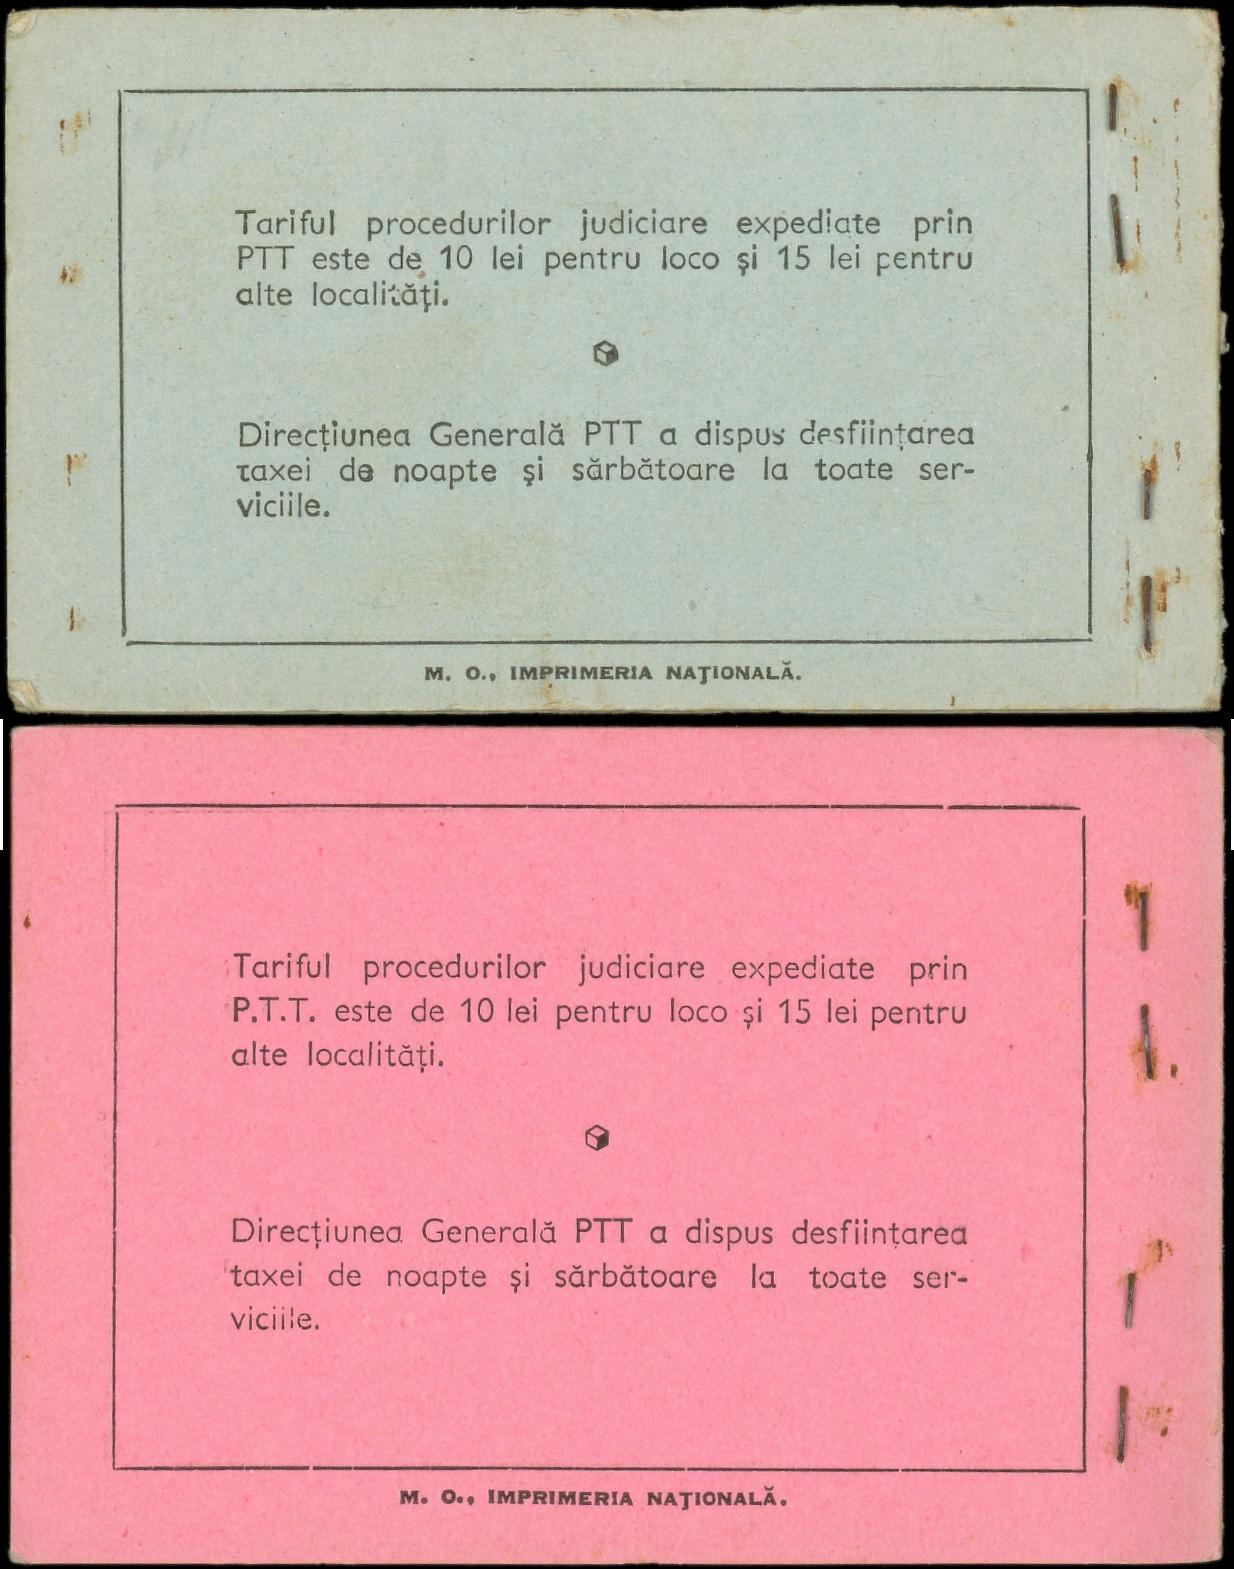 Tariful procedurilor judiciare expediate prin
PTT este de 10 lei pentru loco şi 15 lei pentru
alte localităţi.
Direcţiunea Generală PTT a dispus desfiinţarea
taxei de noapte şi sărbătoare la toate ser-
viciile.
M. O., IMPRIMERIA NAŢIONALĂ.
Tariful procedurilor judiciare expediate prin
P.T.T. este de 10 lei pentru loco şi 15 lei pentru
alte localităţi.
Direcţiunea Generală PTT a dispus desfiinţarea
taxei de noapte şi sărbătoare la toate ser-
viciile.
M. O., IMPRIMERIA NAŢIONALĂ.